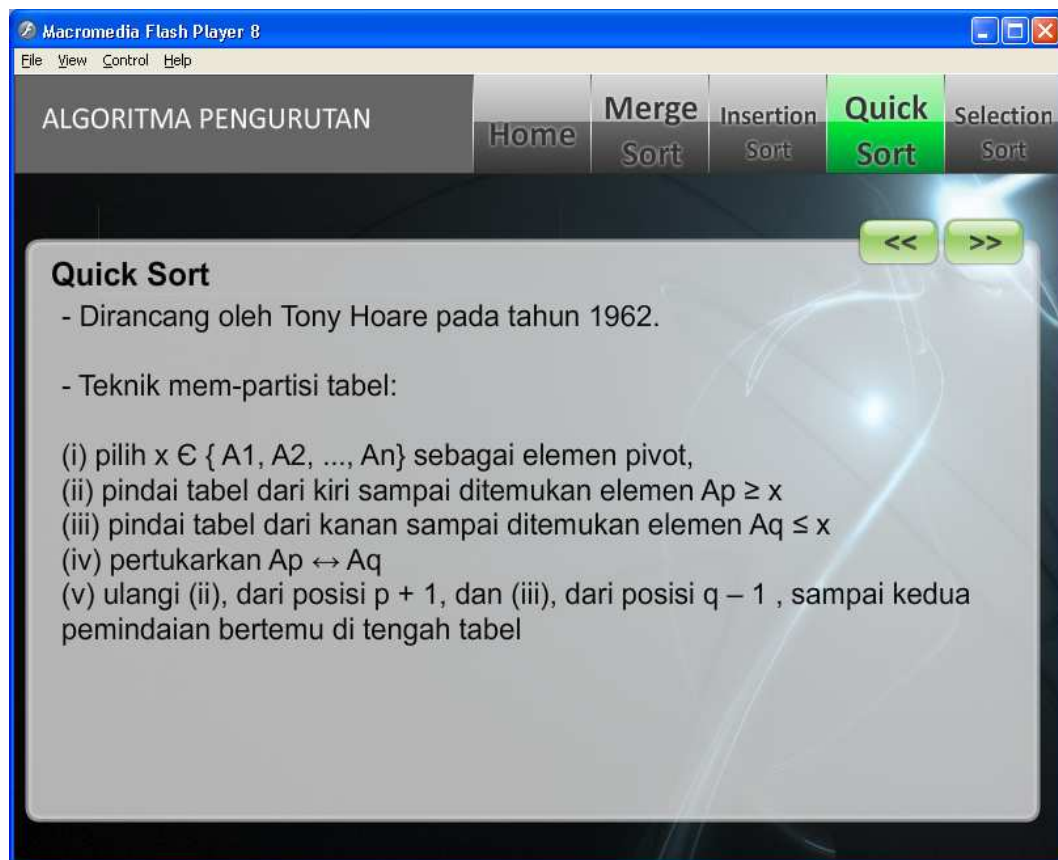 Macromedia Flash Player 8
File View Control Help
ALGORITMA PENGURUTAN
Home
Merge
Sort
Insertion
Sort
Quick
Sort
Selection
Sort
<< >>
Quick Sort
- Dirancang oleh Tony Hoare pada tahun 1962.
- Teknik mem-partisi tabel:
(i) pilih x Є { A1, A2, ..., An} sebagai elemen pivot,
(ii) pindai tabel dari kiri sampai ditemukan elemen Ap ≥ x
(iii) pindai tabel dari kanan sampai ditemukan elemen Aq ≤ x
(iv) pertukarkan Ap ↔ Aq
(v) ulangi (ii), dari posisi p + 1, dan (iii), dari posisi q – 1 , sampai kedua
pemindaian bertemu di tengah tabel